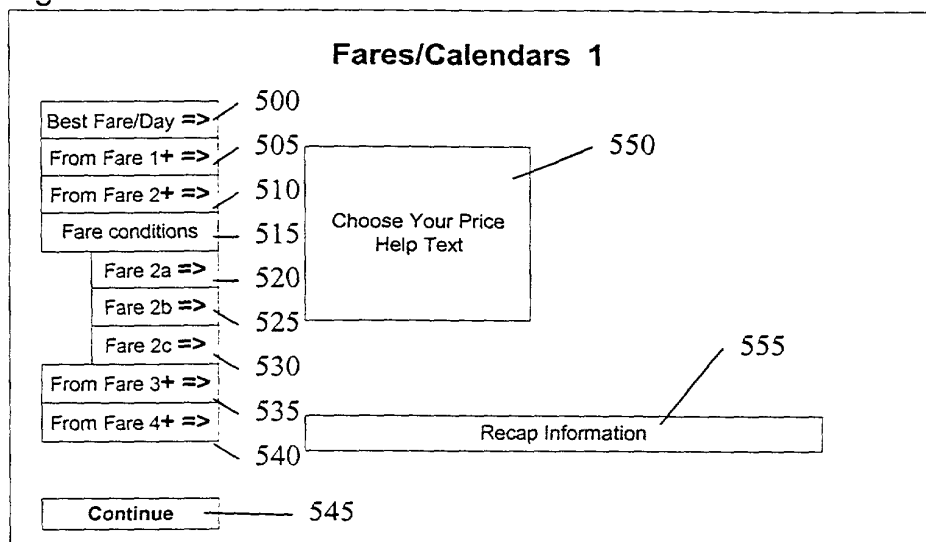 Fares/Calendars 1
Best Fare/Day => 500
From Fare 1+ => 505
From Fare 2+ => 510
Fare conditions 515
Fare 2a => 520
Fare 2b => 525
Fare 2c => 530
From Fare 3+ => 535
From Fare 4+ => 540
Continue 545
550
Choose Your Price
Help Text
555
Recap Information